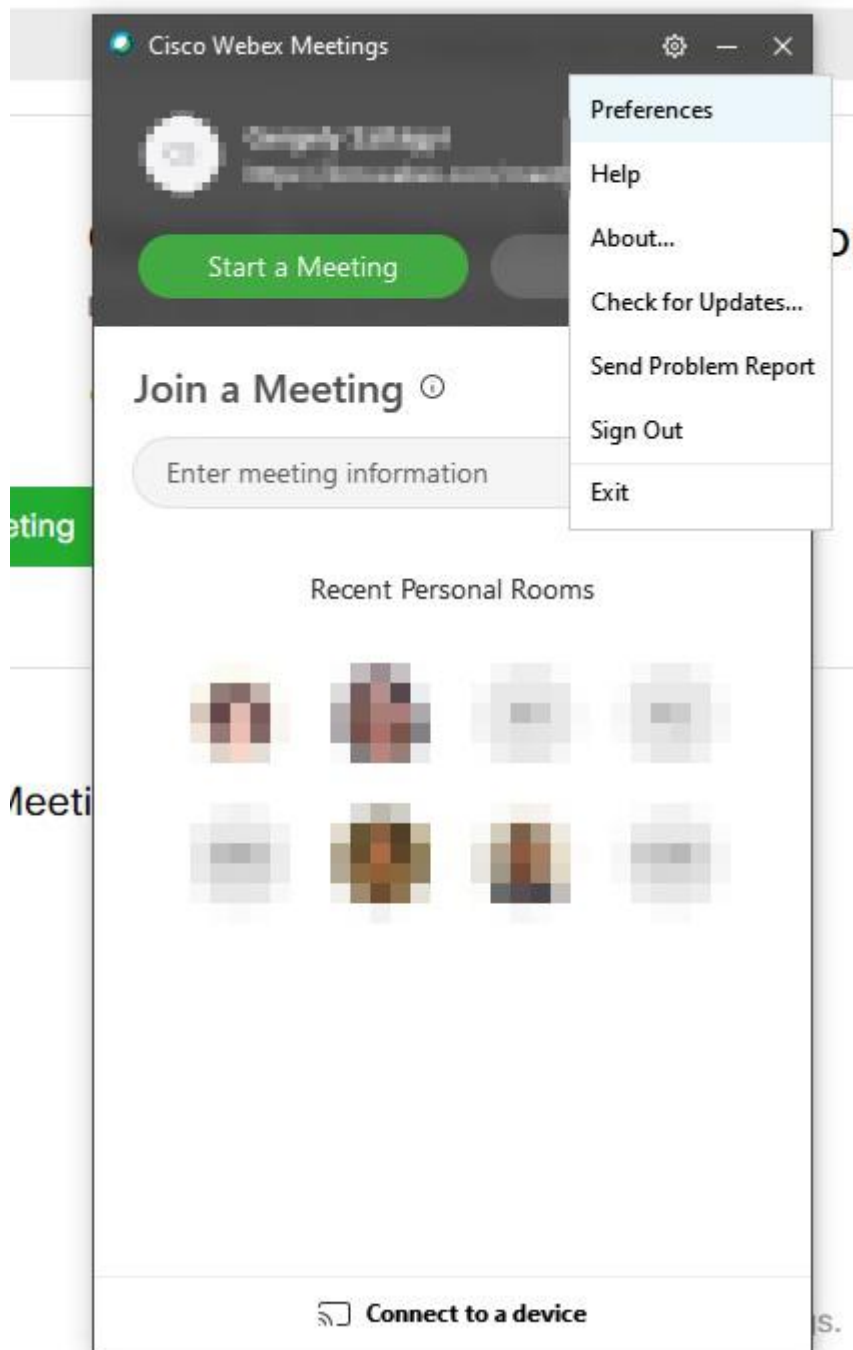 Cisco Webex Meetings
Preferences
Help
About...
Check for Updates...
Send Problem Report
Sign Out
Exit
Start a Meeting
Join a Meeting
Enter meeting information
eting
Recent Personal Rooms
Meeti
Connect to a device
gs.